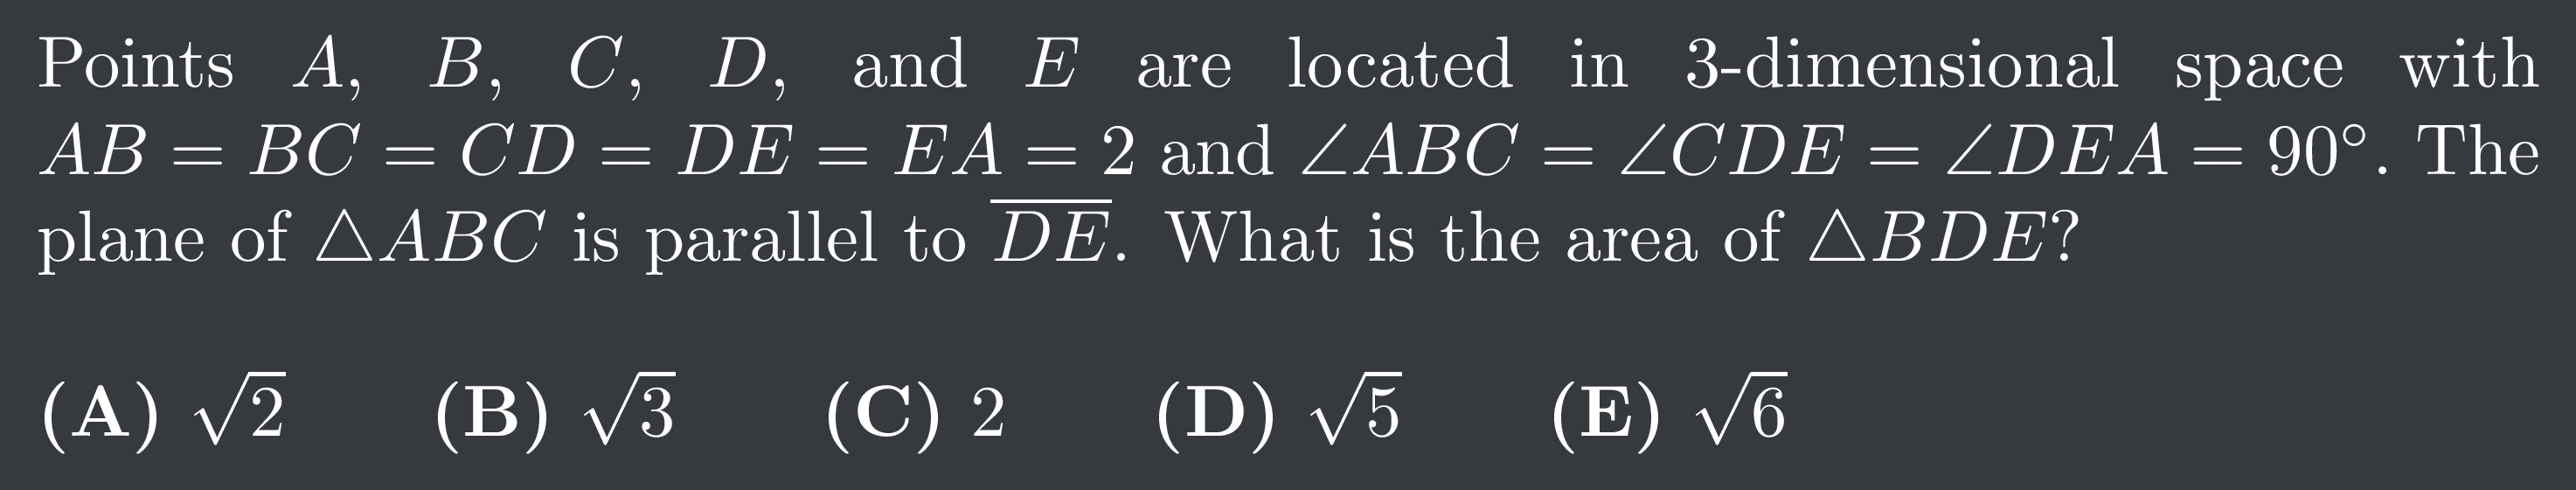 Points A, B, C, D, and E are located in 3-dimensional space with
AB = BC = CD = DE = EA = 2 and ∠ABC = ∠CDE = ∠DEA = 90°. The
plane of △ABC is parallel to D̅E̅. What is the area of △BDE?
(A) √2 (B) √3 (C) 2 (D) √5 (E) √6